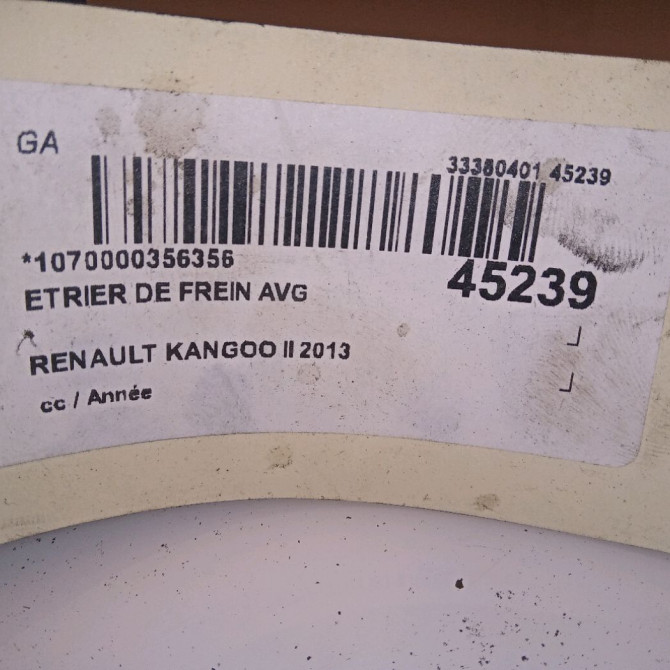 GA
33380401 45239
*1070000356356
45239
ETRIER DE FREIN AVG
RENAULT KANGOO II 2013
cc / Année